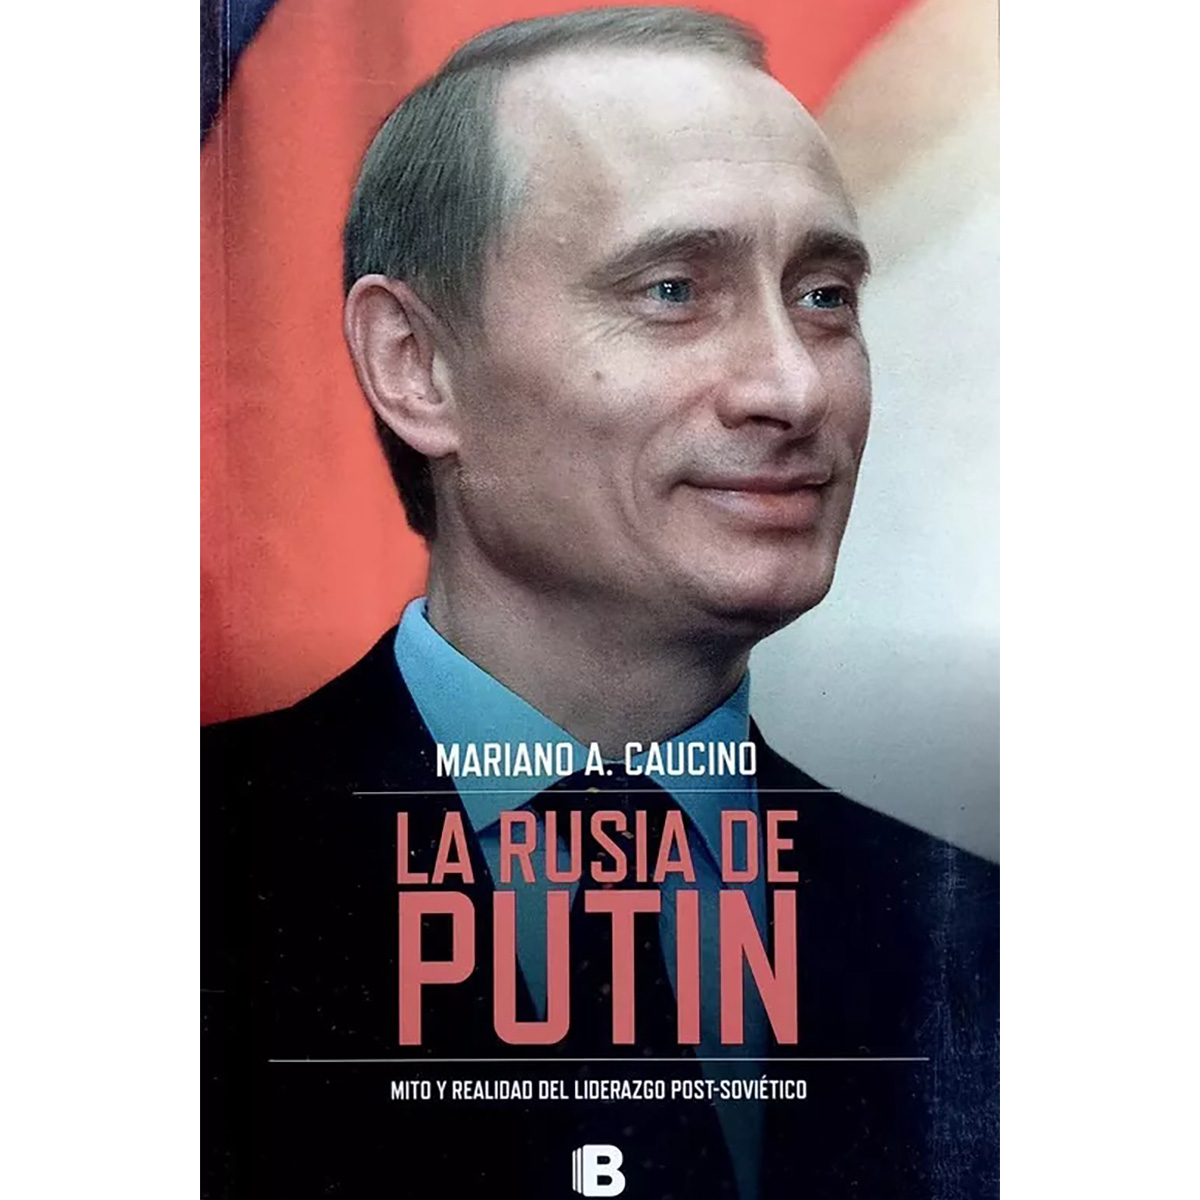 MARIANO A. CAUCINO
LA RUSIA DE
PUTIN
MITO Y REALIDAD DEL LIDERAZGO POST-SOVIÉTICO
B